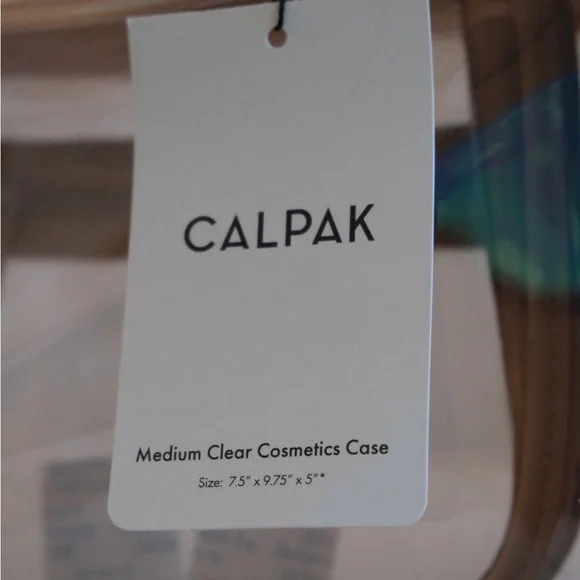 CALPAK
Medium Clear Cosmetics Case
Size: 7.5" x 9.75" x 5"*